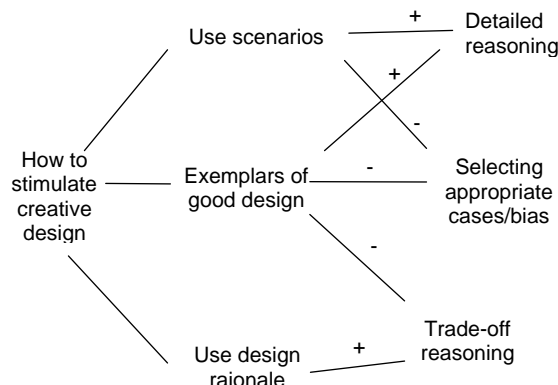 Use scenarios
+
Detailed
reasoning
+
-
How to
stimulate
creative
design
Exemplars of
good design
-
Selecting
appropriate
cases/bias
-
Use design
raionale
+
Trade-off
reasoning